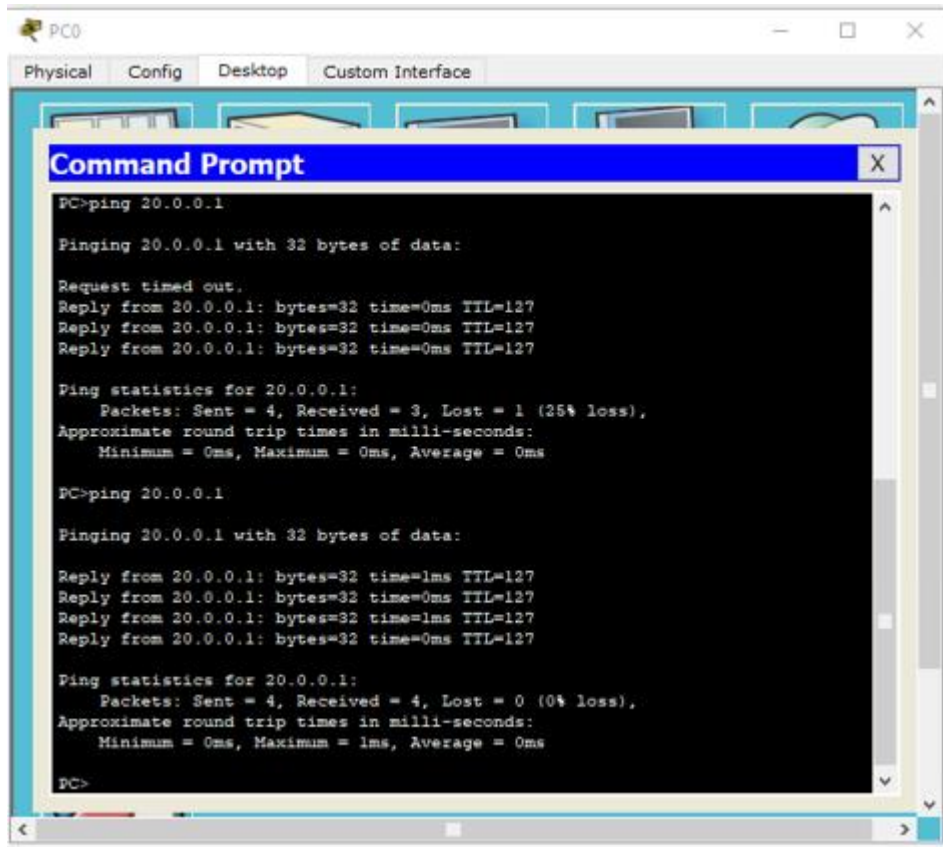 PC0
Physical Config Desktop Custom Interface
Command Prompt X
PC>ping 20.0.0.1
Pinging 20.0.0.1 with 32 bytes of data:
Request timed out.
Reply from 20.0.0.1: bytes=32 time=0ms TTL=127
Reply from 20.0.0.1: bytes=32 time=0ms TTL=127
Reply from 20.0.0.1: bytes=32 time=0ms TTL=127
Ping statistics for 20.0.0.1:
Packets: Sent = 4, Received = 3, Lost = 1 (25% loss),
Approximate round trip times in milli-seconds:
Minimum = 0ms, Maximum = 0ms, Average = 0ms
PC>ping 20.0.0.1
Pinging 20.0.0.1 with 32 bytes of data:
Reply from 20.0.0.1: bytes=32 time=1ms TTL=127
Reply from 20.0.0.1: bytes=32 time=0ms TTL=127
Reply from 20.0.0.1: bytes=32 time=1ms TTL=127
Reply from 20.0.0.1: bytes=32 time=0ms TTL=127
Ping statistics for 20.0.0.1:
Packets: Sent = 4, Received = 4, Lost = 0 (0% loss),
Approximate round trip times in milli-seconds:
Minimum = 0ms, Maximum = 1ms, Average = 0ms
PC>